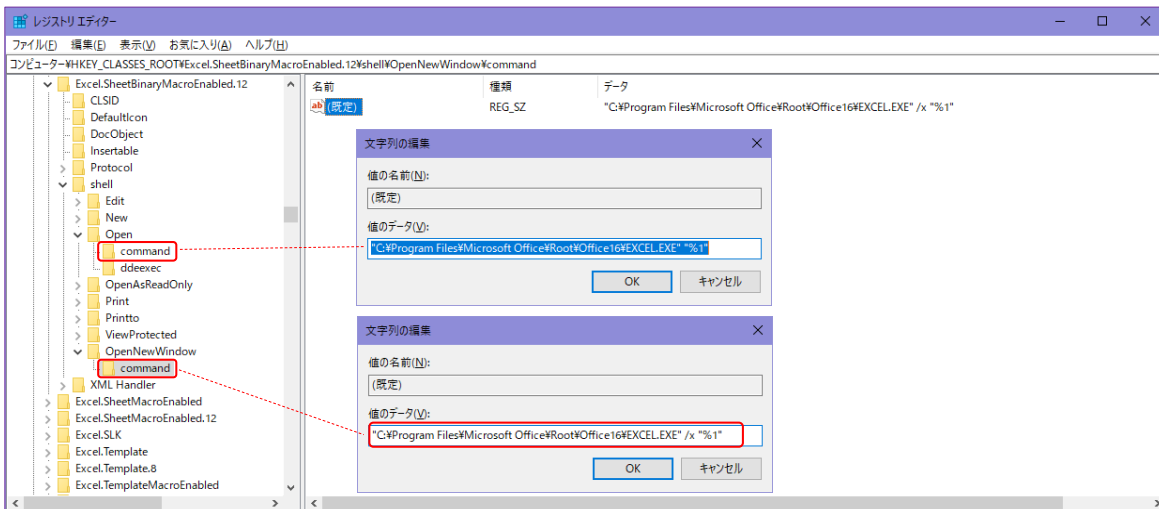 レジストリ エディター
ファイル(F) 編集(E) 表示(V) お気に入り(A) ヘルプ(H)
コンピューター¥HKEY_CLASSES_ROOT¥Excel.SheetBinaryMacroEnabled.12¥shell¥OpenNewWindow¥command
Excel.SheetBinaryMacroEnabled.12
CLSID
DefaultIcon
DocObject
Insertable
Protocol
shell
Edit
New
Open
command
ddeexec
OpenAsReadOnly
Print
Printto
ViewProtected
OpenNewWindow
command
XML Handler
Excel.SheetMacroEnabled
Excel.SheetMacroEnabled.12
Excel.SLK
Excel.Template
Excel.Template.8
Excel.TemplateMacroEnabled
名前 種類 データ
ab (既定) REG_SZ "C:¥Program Files¥Microsoft Office¥Root¥Office16¥EXCEL.EXE" /x "%1"
文字列の編集
値の名前(N):
(既定)
値のデータ(V):
"C:¥Program Files¥Microsoft Office¥Root¥Office16¥EXCEL.EXE" "%1"
OK キャンセル
文字列の編集
値の名前(N):
(既定)
値のデータ(V):
"C:¥Program Files¥Microsoft Office¥Root¥Office16¥EXCEL.EXE" /x "%1"
OK キャンセル